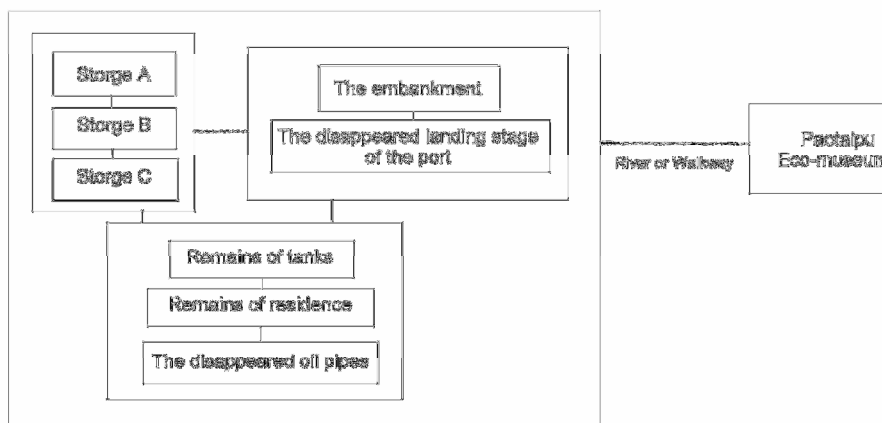 Storge A
The embankment
Storge B
The disappeared landing stage
of the port
Storge C
River or Walkway
Eco-museum
Remains of tanks
Remains of residence
The disappeared oil pipes